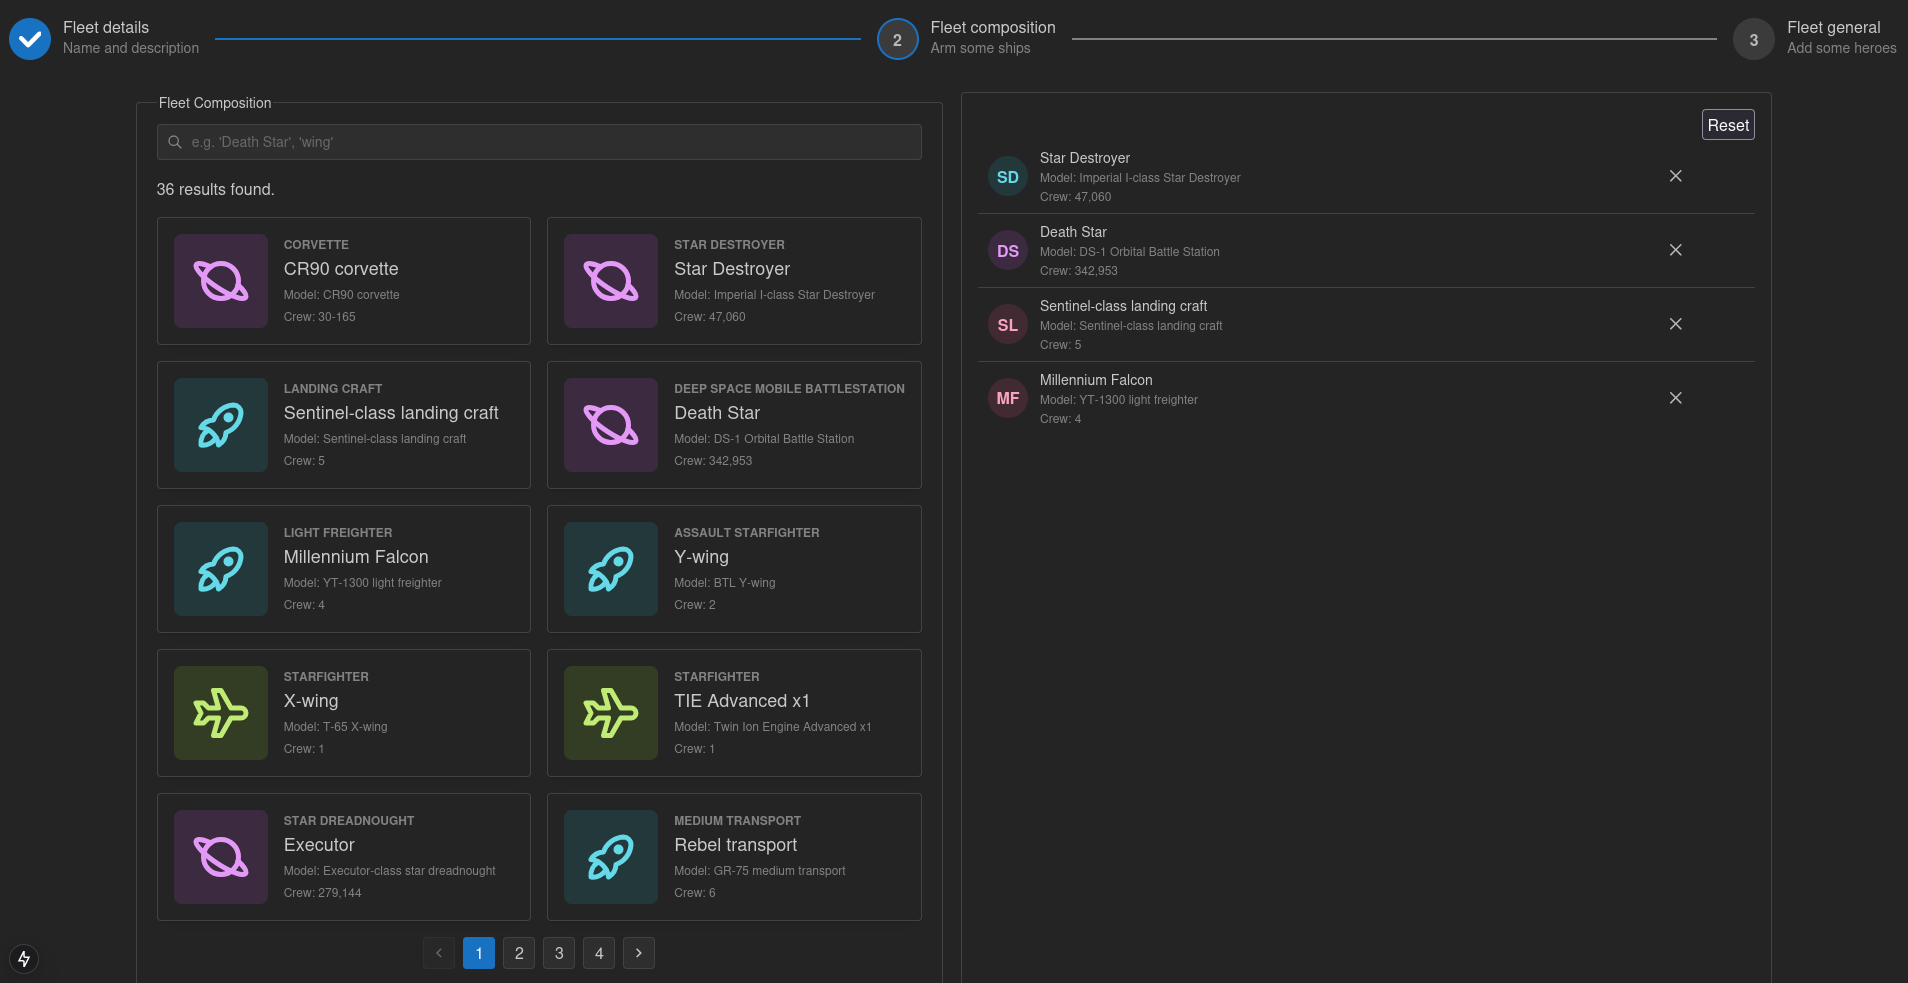 Fleet details
Name and description
2
Fleet composition
Arm some ships
3
Fleet general
Add some heroes
Fleet Composition
e.g. 'Death Star', 'wing'
36 results found.
CORVETTE
CR90 corvette
Model: CR90 corvette
Crew: 30-165
STAR DESTROYER
Star Destroyer
Model: Imperial I-class Star Destroyer
Crew: 47,060
LANDING CRAFT
Sentinel-class landing craft
Model: Sentinel-class landing craft
Crew: 5
DEEP SPACE MOBILE BATTLESTATION
Death Star
Model: DS-1 Orbital Battle Station
Crew: 342,953
LIGHT FREIGHTER
Millennium Falcon
Model: YT-1300 light freighter
Crew: 4
ASSAULT STARFIGHTER
Y-wing
Model: BTL Y-wing
Crew: 2
STARFIGHTER
X-wing
Model: T-65 X-wing
Crew: 1
STARFIGHTER
TIE Advanced x1
Model: Twin Ion Engine Advanced x1
Crew: 1
STAR DREADNOUGHT
Executor
Model: Executor-class star dreadnought
Crew: 279,144
MEDIUM TRANSPORT
Rebel transport
Model: GR-75 medium transport
Crew: 6
1 2 3 4
Reset
SD
Star Destroyer
Model: Imperial I-class Star Destroyer
Crew: 47,060
DS
Death Star
Model: DS-1 Orbital Battle Station
Crew: 342,953
SL
Sentinel-class landing craft
Model: Sentinel-class landing craft
Crew: 5
MF
Millennium Falcon
Model: YT-1300 light freighter
Crew: 4